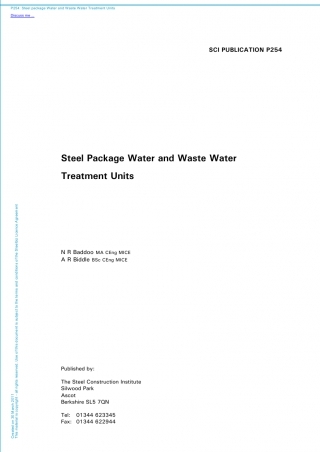 P254: Steel package Water and Waste Water Treatment Units
Discuss me ...
SCI PUBLICATION P254
Steel Package Water and Waste Water
Treatment Units
N R Baddoo MA CEng MICE
A R Biddle BSc CEng MICE
Published by:
The Steel Construction Institute
Silwood Park
Ascot
Berkshire SL5 7QN
Tel: 01344 623345
Fax: 01344 622944
Created on 30 March 2011
This material is copyright - all rights reserved. Use of this document is subject to the terms and conditions of the Steelbiz Licence Agreement